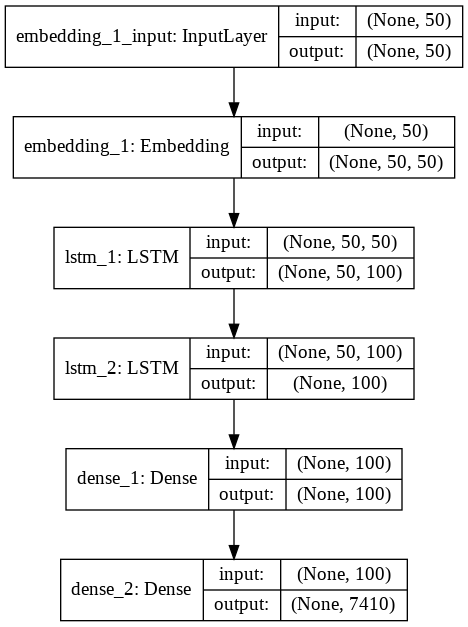 embedding_1_input: InputLayer
input: (None, 50)
output: (None, 50)
embedding_1: Embedding
input: (None, 50)
output: (None, 50, 50)
lstm_1: LSTM
input: (None, 50, 50)
output: (None, 50, 100)
lstm_2: LSTM
input: (None, 50, 100)
output: (None, 100)
dense_1: Dense
input: (None, 100)
output: (None, 100)
dense_2: Dense
input: (None, 100)
output: (None, 7410)